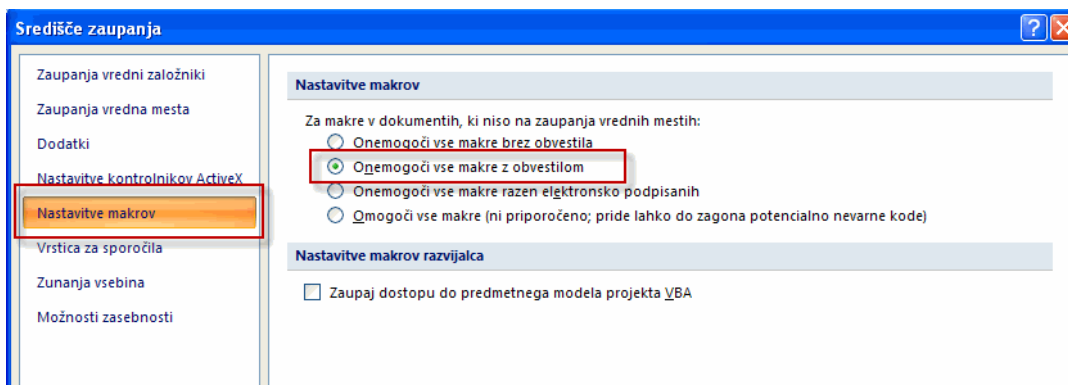 Središče zaupanja
Zaupanja vredni založniki
Zaupanja vredna mesta
Dodatki
Nastavitve kontrolnikov ActiveX
Nastavitve makrov
Vrstica za sporočila
Zunanja vsebina
Možnosti zasebnosti
Nastavitve makrov
Za makre v dokumentih, ki niso na zaupanja vrednih mestih:
Onemogoči vse makre brez obvestila
Onemogoči vse makre z obvestilom
Onemogoči vse makre razen elektronsko podpisanih
Omogoči vse makre (ni priporočeno; pride lahko do zagona potencialno nevarne kode)
Nastavitve makrov razvijalca
Zaupaj dostopu do predmetnega modela projekta VBA